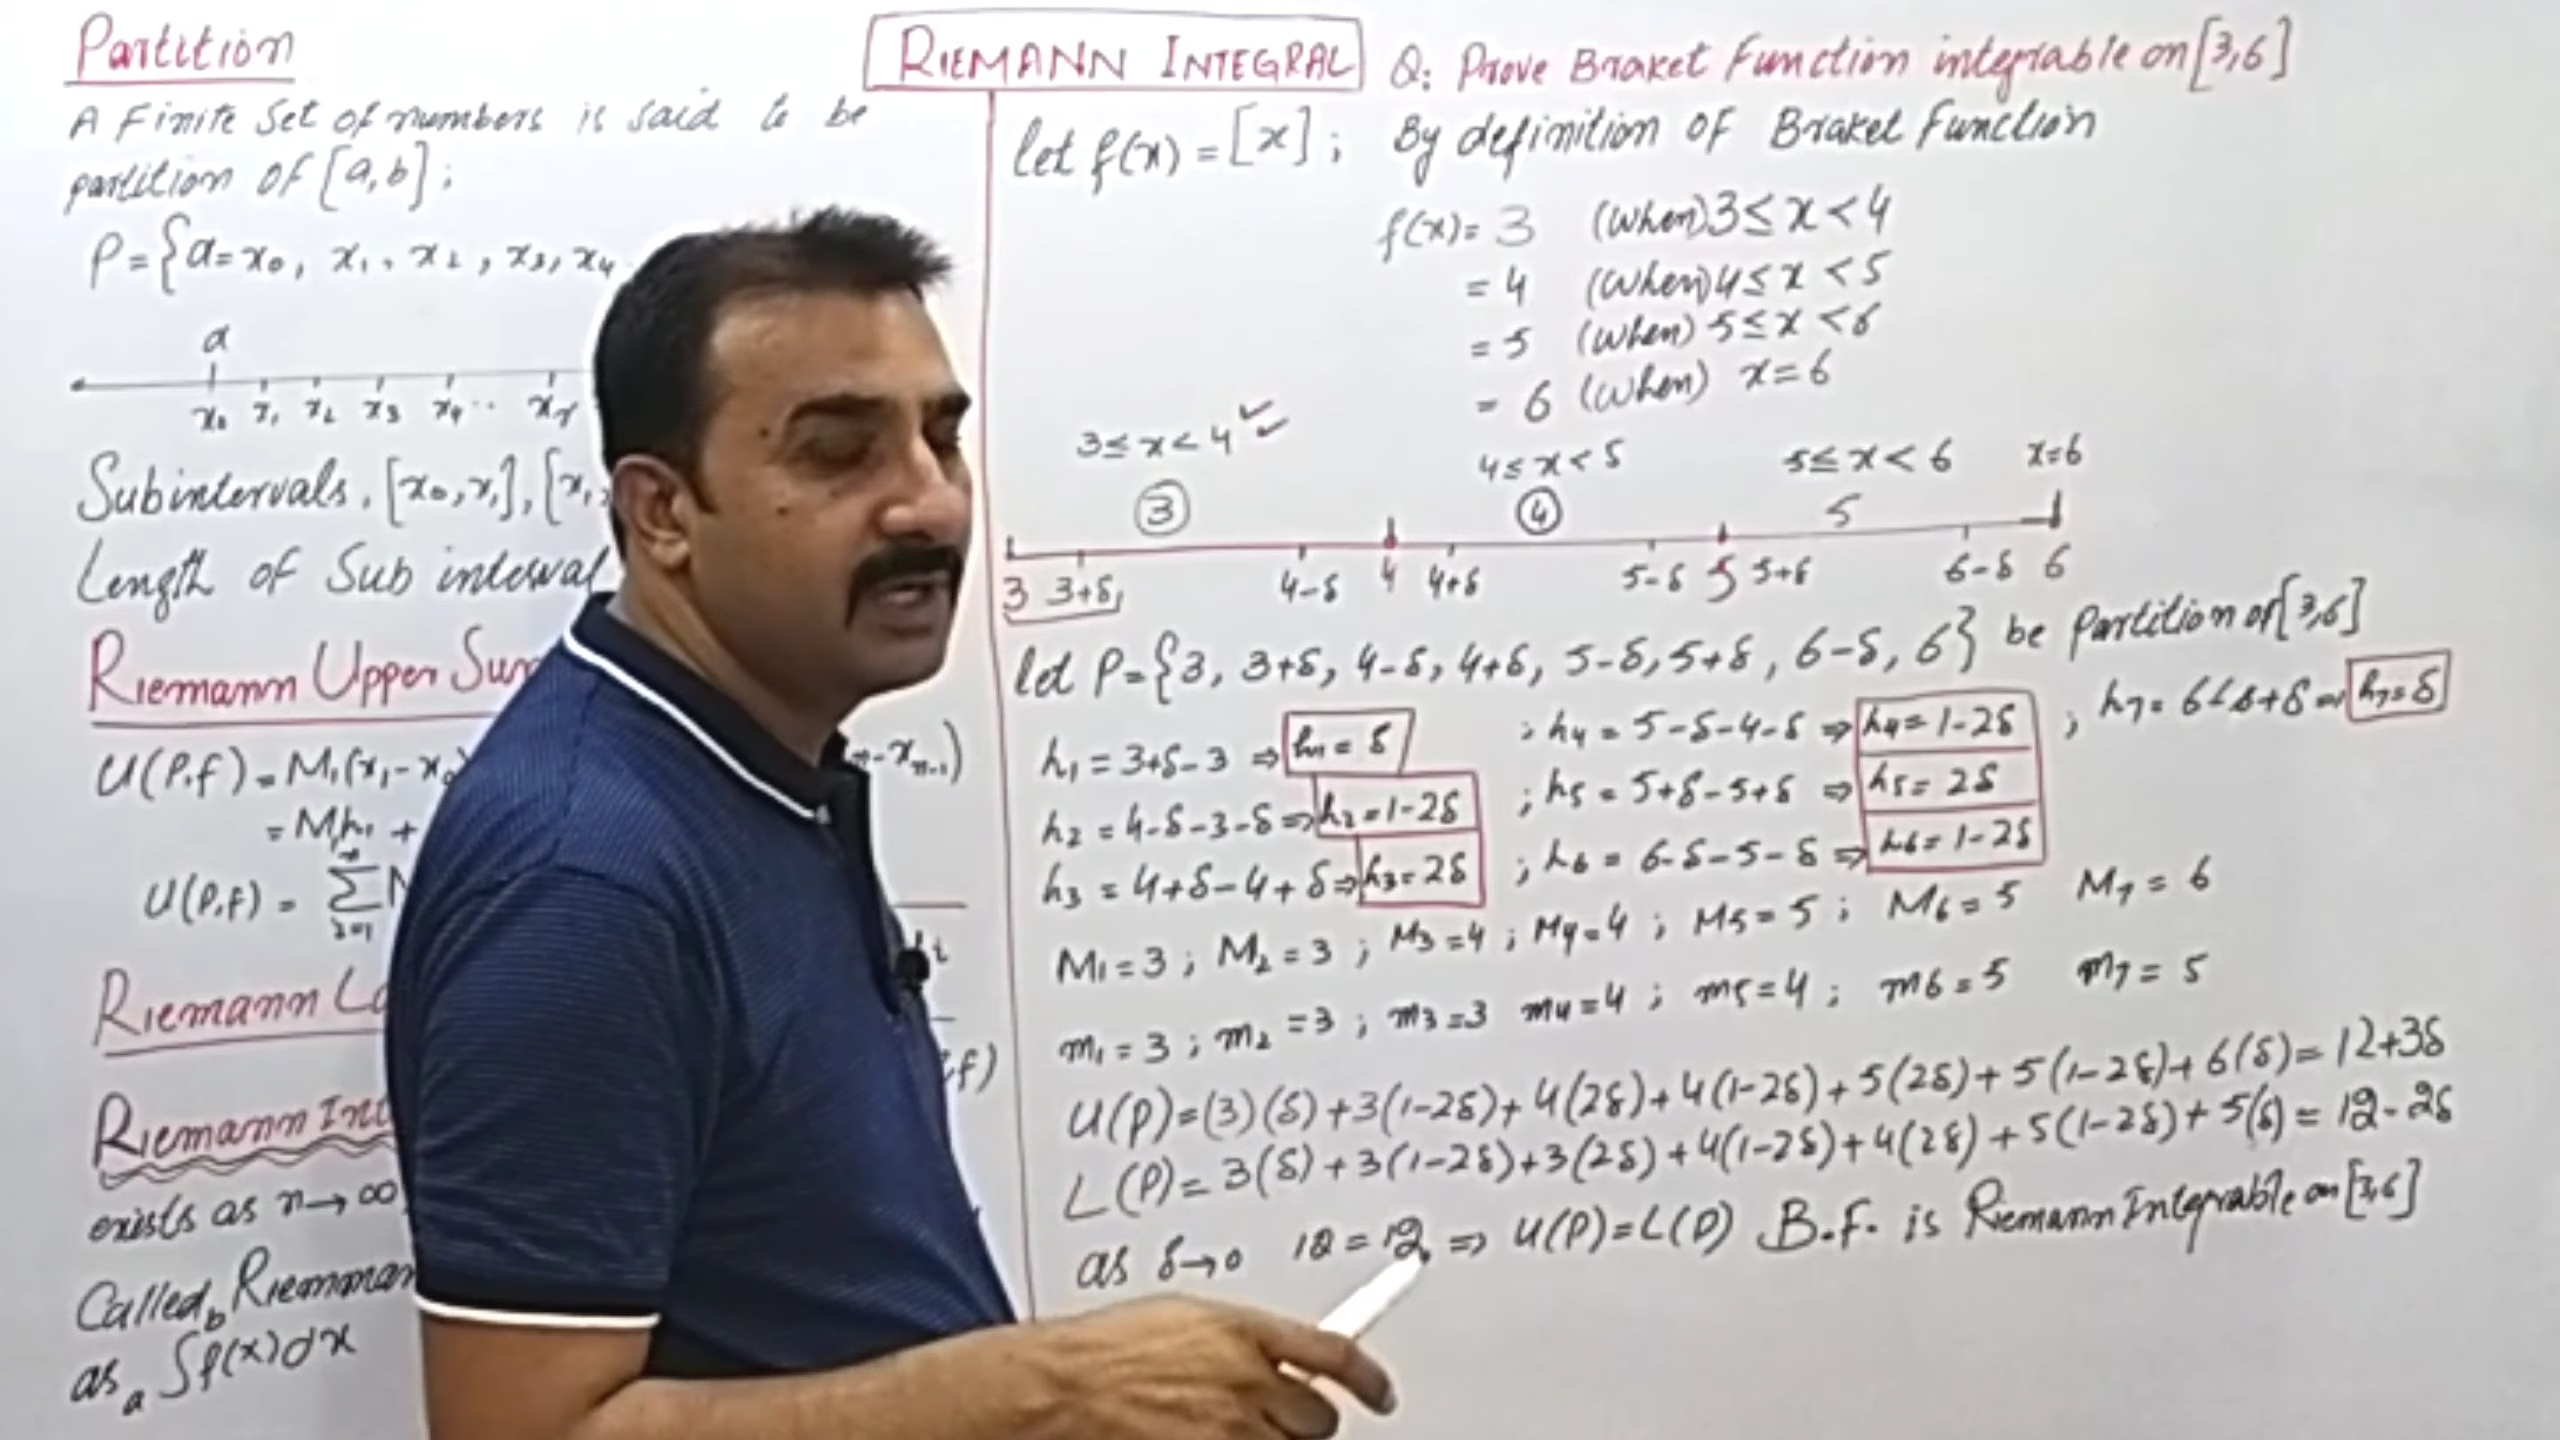 Partition
A Finite Set of numbers is said to be
partition of [a,b];
P={a=x₀, x₁, x₂, x₃, x₄
a
x₀ x₁ x₂ x₃ x₄ .. xᵣ
Subintervals, [x₀,x₁], [x₁,
Length of Sub interval
Riemann Upper Sum
U(P,f) = M₁(x₁-x₀) n-xₙ₋₁)
= M₁h₁ +
U(P,f) = Σ
Riemann
Riemann
exists as n→∞
Called Riemman
as ₐ∫ᵇf(x)dx
RIEMANN INTEGRAL
Q: Prove Braket Function integrable on [3,6]
let f(x) = [x]; By definition of Braket Function
f(x)= 3 (when) 3≤ x < 4
= 4 (when) 4≤ x < 5
= 5 (when) 5≤ x < 6
= 6 (when) x=6
3≤ x < 4 4≤ x < 5 5≤ x < 6 x=6
3 4 5
3 3+δ, 4-δ 4 4+δ 5-δ 5 5+δ 6-δ 6
let P={3, 3+δ, 4-δ, 4+δ, 5-δ, 5+δ, 6-δ, 6} be Partition of [3,6]
h₁ = 3+δ-3 ⇒ h₁ = δ ; h₄ = 5-δ-4-δ ⇒ h₄ = 1-2δ ; h₇ = 6-6+δ ⇒ h₇=δ
h₂ = 4-δ-3-δ ⇒ h₂ = 1-2δ ; h₅ = 5+δ-5+δ ⇒ h₅ = 2δ
h₃ = 4+δ-4+δ ⇒ h₃ = 2δ ; h₆ = 6-δ-5-δ ⇒ h₆ = 1-2δ
M₁=3 ; M₂=3 ; M₃=4 ; M₄=4 ; M₅=5 ; M₆=5 M₇=6
m₁=3 ; m₂=3 ; m₃=3 m₄=4 ; m₅=4 ; m₆=5 m₇=5
U(P)=(3)(δ)+3(1-2δ)+4(2δ)+4(1-2δ)+5(2δ)+5(1-2δ)+6(δ)=12+3δ
L(P)=3(δ)+3(1-2δ)+3(2δ)+4(1-2δ)+4(2δ)+5(1-2δ)+5(δ)=12-2δ
as δ→0 12=12 ⇒ U(P)=L(P) B.F. is Riemann Integrable on [3,6]